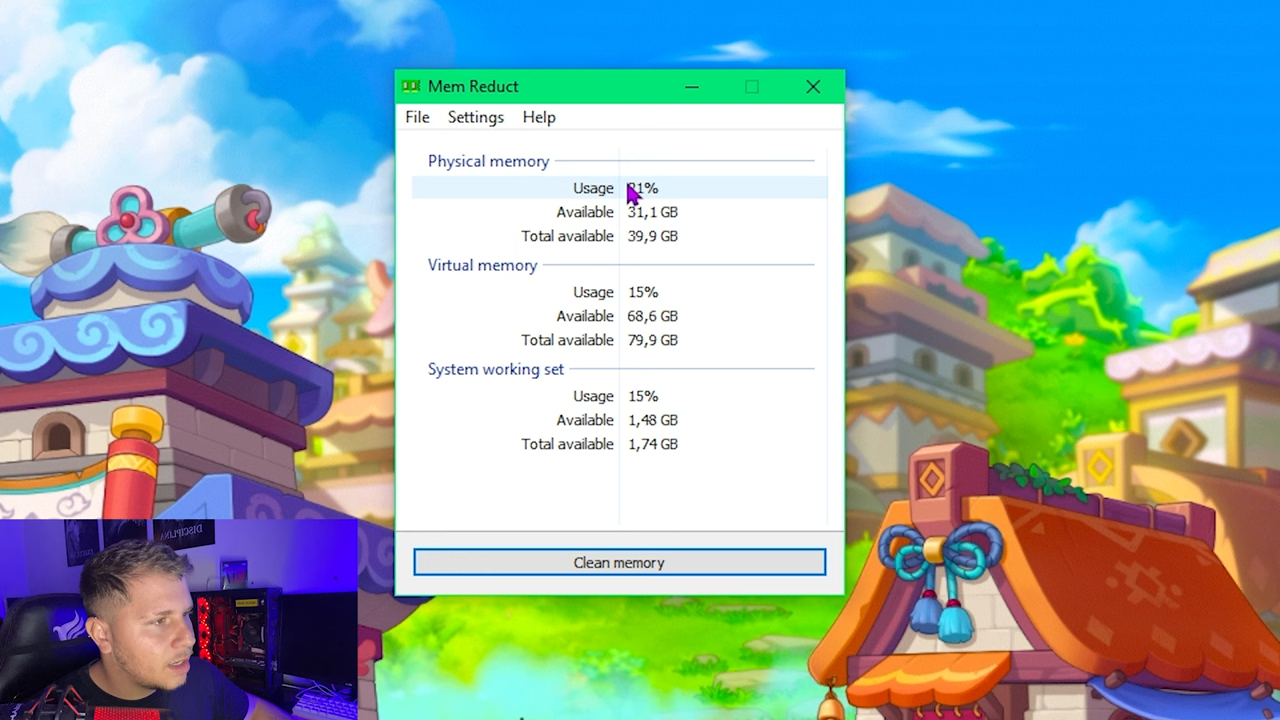 Mem Reduct
File Settings Help
Physical memory
Usage 21%
Available 31,1 GB
Total available 39,9 GB
Virtual memory
Usage 15%
Available 68,6 GB
Total available 79,9 GB
System working set
Usage 15%
Available 1,48 GB
Total available 1,74 GB
Clean memory
DISCIPLINA